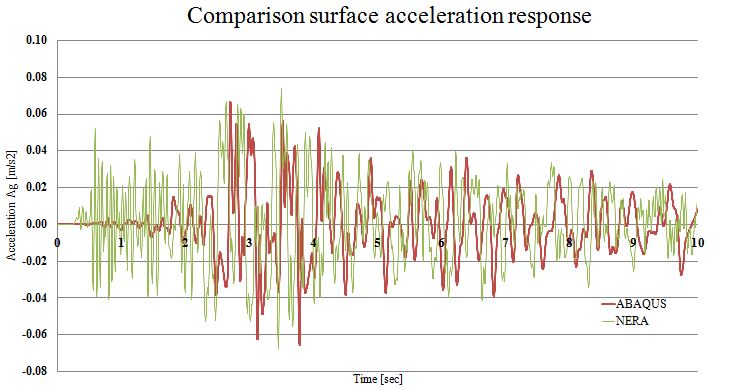 Comparison surface acceleration response
0.10
0.08
0.06
0.04
0.02
0.00
-0.02
-0.04
-0.06
-0.08
Acceleration Ag [m/s2]
0 1 2 3 4 5 6 7 8 9 10
ABAQUS
NERA
Time [sec]